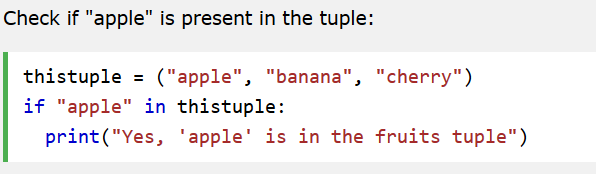 Check if "apple" is present in the tuple:
thistuple = ("apple", "banana", "cherry")
if "apple" in thistuple:
  print("Yes, 'apple' is in the fruits tuple")